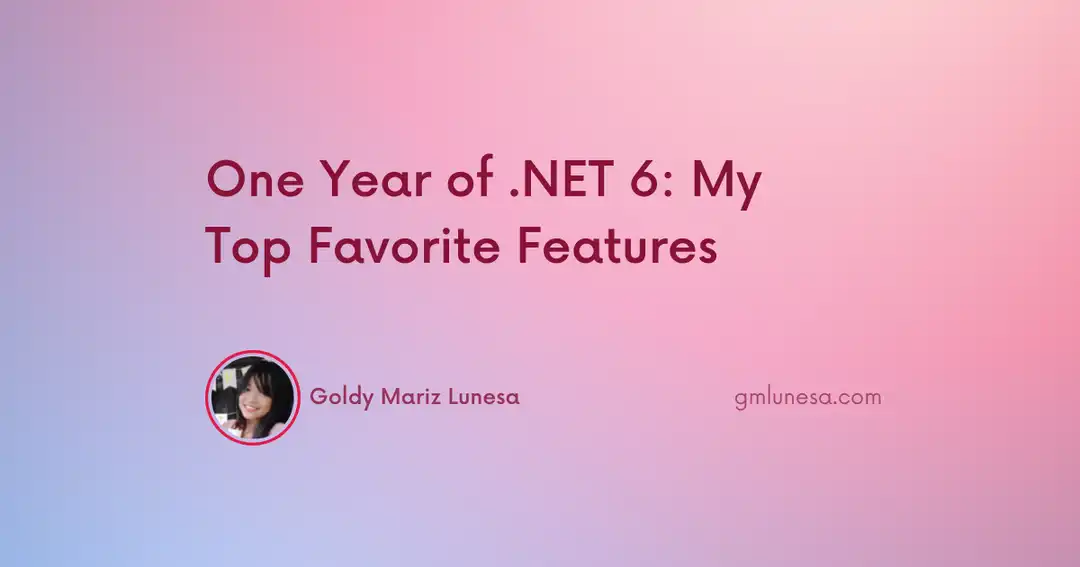 One Year of .NET 6: My
Top Favorite Features
Goldy Mariz Lunesa
gmlunesa.com